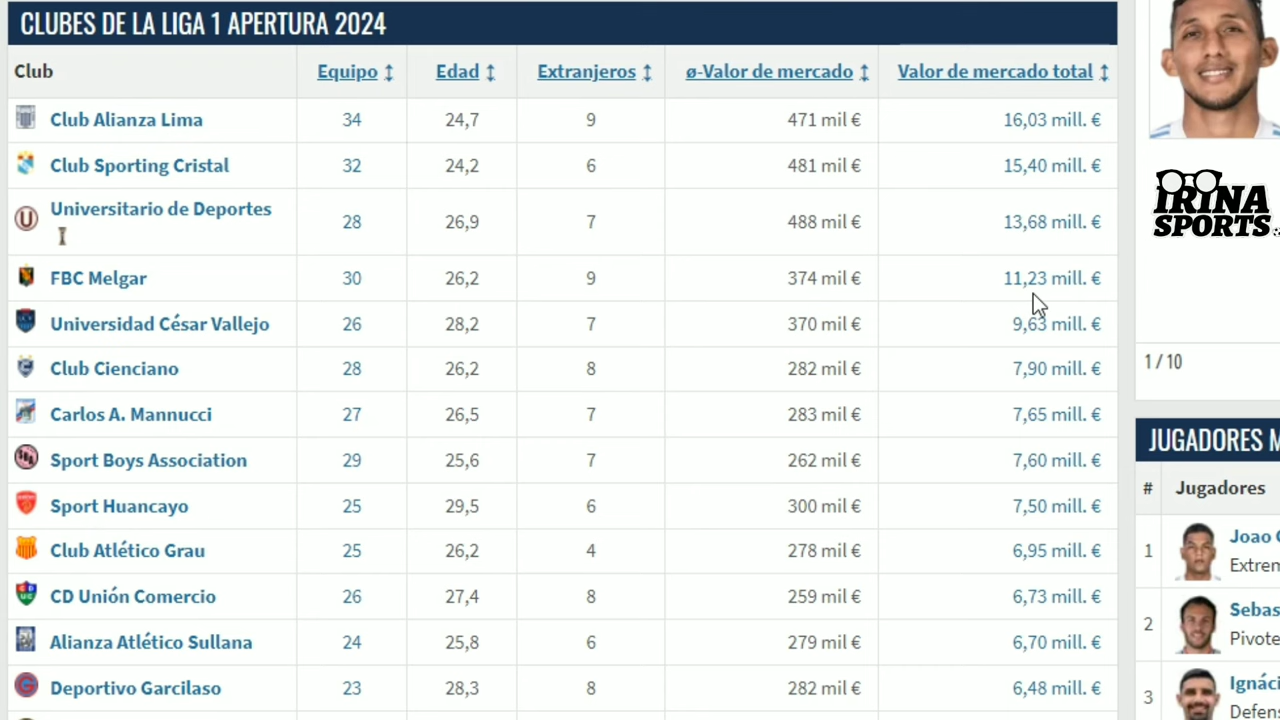 CLUBES DE LA LIGA 1 APERTURA 2024
Club Equipo Edad Extranjeros ø-Valor de mercado Valor de mercado total
Club Alianza Lima 34 24,7 9 471 mil € 16,03 mill. €
Club Sporting Cristal 32 24,2 6 481 mil € 15,40 mill. €
Universitario de Deportes 28 26,9 7 488 mil € 13,68 mill. €
FBC Melgar 30 26,2 9 374 mil € 11,23 mill. €
Universidad César Vallejo 26 28,2 7 370 mil € 9,63 mill. €
Club Cienciano 28 26,2 8 282 mil € 7,90 mill. €
Carlos A. Mannucci 27 26,5 7 283 mil € 7,65 mill. €
Sport Boys Association 29 25,6 7 262 mil € 7,60 mill. €
Sport Huancayo 25 29,5 6 300 mil € 7,50 mill. €
Club Atlético Grau 25 26,2 4 278 mil € 6,95 mill. €
CD Unión Comercio 26 27,4 8 259 mil € 6,73 mill. €
Alianza Atlético Sullana 24 25,8 6 279 mil € 6,70 mill. €
Deportivo Garcilaso 23 28,3 8 282 mil € 6,48 mill. €
IRINA
SPORTS
1 / 10
JUGADORES M
# Jugadores
1 Joao
Extrem
2 Sebas
Pivote
3 Ignáci
Defens